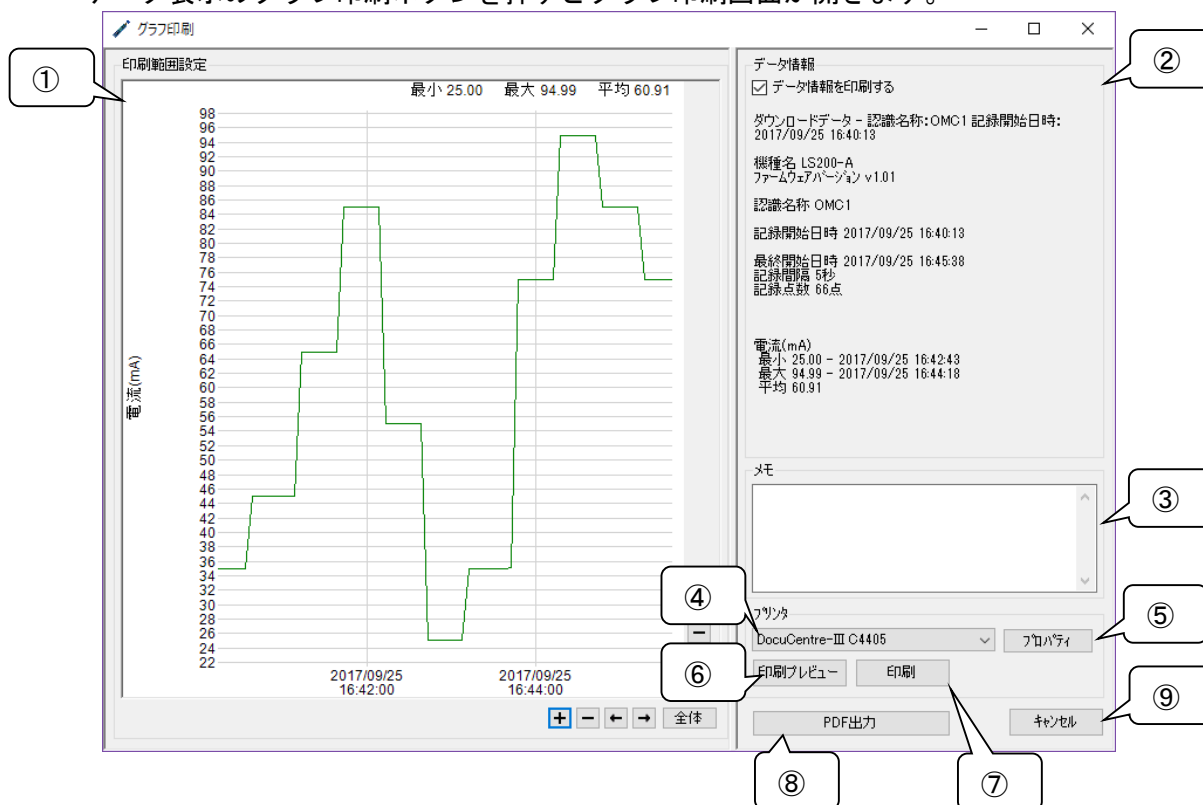 グラフ印刷
①
②
印刷範囲設定
最小 25.00 最大 94.99 平均 60.91
98
96
94
92
90
88
86
84
82
80
78
76
74
72
70
68
66
64
62
60
58
56
54
52
50
48
46
44
42
40
38
36
34
32
30
28
26
24
22
電流(mA)
2017/09/25
16:42:00
2017/09/25
16:44:00
全体
データ情報
データ情報を印刷する
ダウンロードデータ - 認識名称:OMC1 記録開始日時:
2017/09/25 16:40:13
機種名 LS200-A
ファームウェアバージョン v1.01
認識名称 OMC1
記録開始日時 2017/09/25 16:40:13
最終開始日時 2017/09/25 16:45:38
記録間隔 5秒
記録点数 66点
電流(mA)
最小 25.00 - 2017/09/25 16:42:43
最大 94.99 - 2017/09/25 16:44:18
平均 60.91
メモ
③
④
プリンタ
DocuCentre-Ⅲ C4405
プロパティ
⑤
⑥
印刷プレビュー
印刷
⑨
PDF出力
キャンセル
⑧
⑦